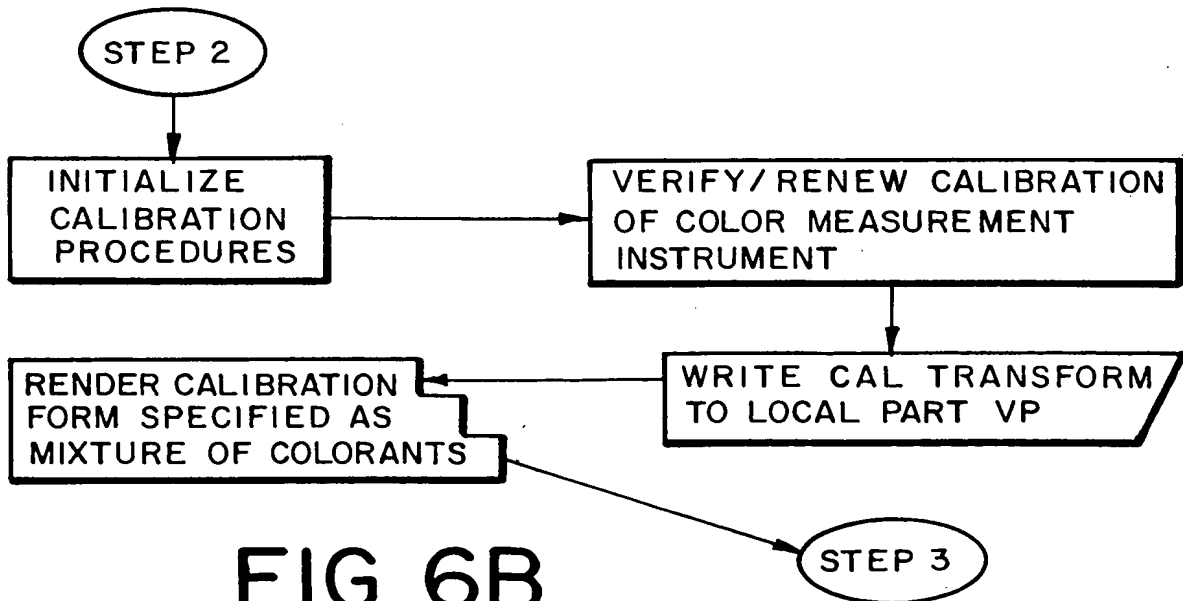 STEP 2
INITIALIZE
CALIBRATION
PROCEDURES
VERIFY/RENEW CALIBRATION
OF COLOR MEASUREMENT
INSTRUMENT
WRITE CAL TRANSFORM
TO LOCAL PART VP
RENDER CALIBRATION
FORM SPECIFIED AS
MIXTURE OF COLORANTS
STEP 3
FIG 6B